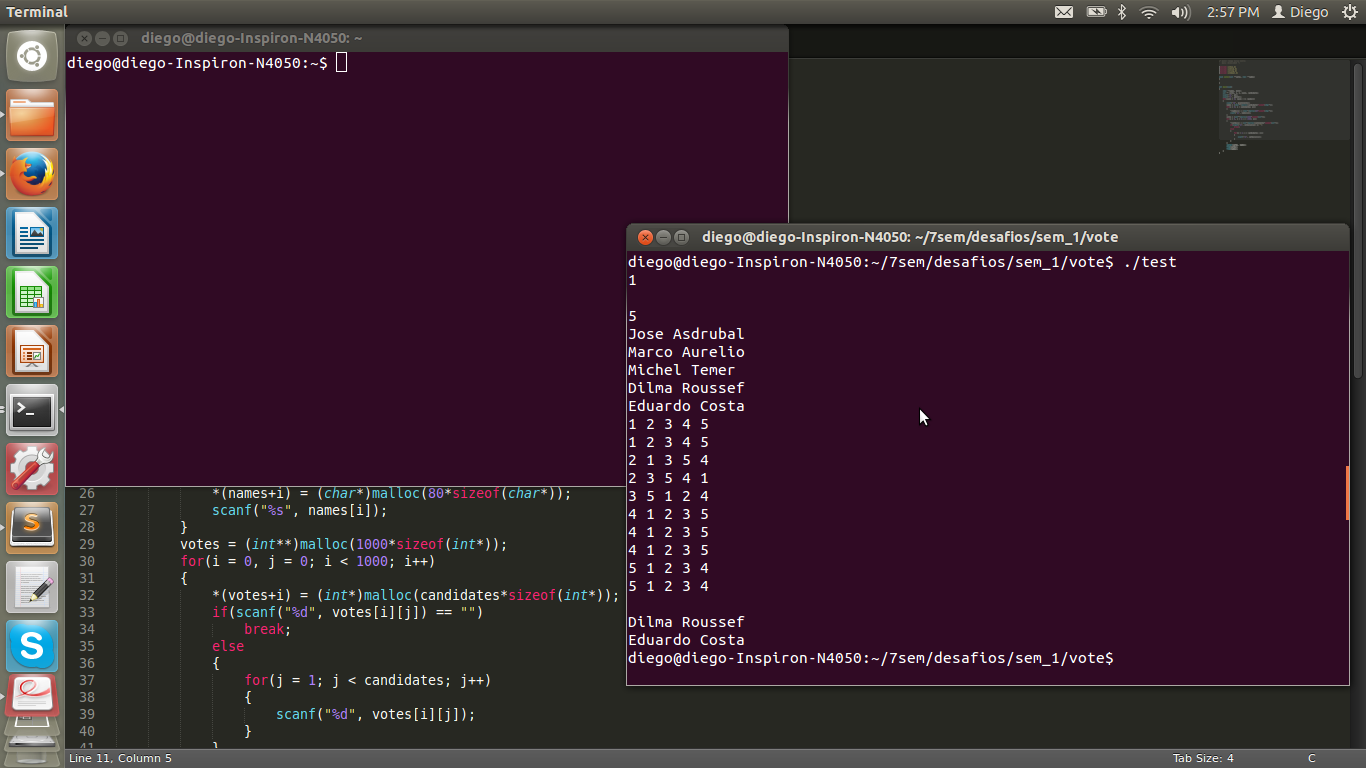 Terminal
2:57 PM
Diego
diego@diego-Inspiron-N4050: ~
diego@diego-Inspiron-N4050:~$
diego@diego-Inspiron-N4050: ~/7sem/desafios/sem_1/vote
diego@diego-Inspiron-N4050:~/7sem/desafios/sem_1/vote$ ./test
1
5
Jose Asdrubal
Marco Aurelio
Michel Temer
Dilma Roussef
Eduardo Costa
1 2 3 4 5
1 2 3 4 5
2 1 3 5 4
2 3 5 4 1
3 5 1 2 4
4 1 2 3 5
4 1 2 3 5
4 1 2 3 5
5 1 2 3 4
5 1 2 3 4
Dilma Roussef
Eduardo Costa
diego@diego-Inspiron-N4050:~/7sem/desafios/sem_1/vote$
26 *(names+i) = (char*)malloc(80*sizeof(char*));
27 scanf("%s", names[i]);
28 }
29 votes = (int**)malloc(1000*sizeof(int*));
30 for(i = 0, j = 0; i < 1000; i++)
31 {
32 *(votes+i) = (int*)malloc(candidates*sizeof(int*));
33 if(scanf("%d", votes[i][j]) == "")
34 break;
35 else
36 {
37 for(j = 1; j < candidates; j++)
38 {
39 scanf("%d", votes[i][j]);
40 }
41 }
Line 11, Column 5
Tab Size: 4
C